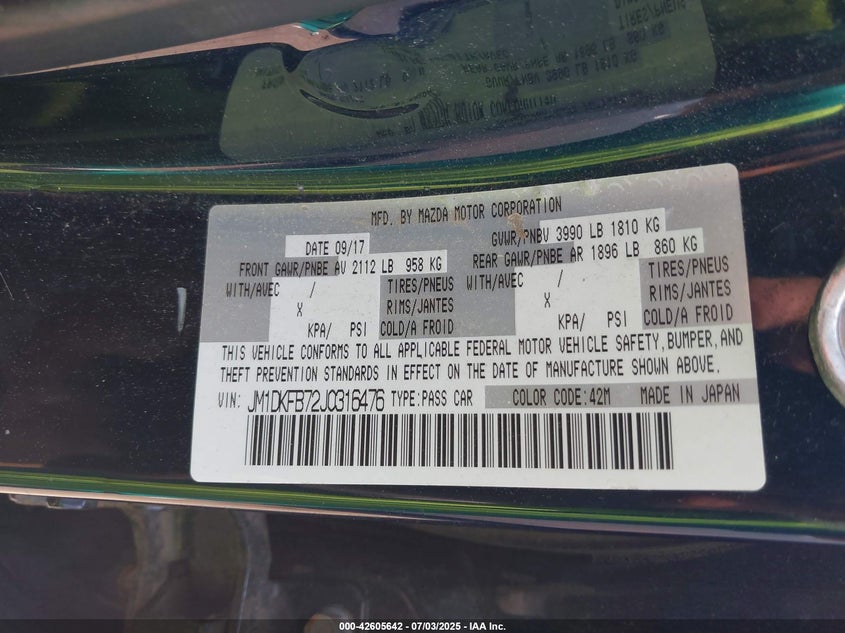 MFD. BY MAZDA MOTOR CORPORATION
DATE 09/17 GVWR/PNBV 3990 LB 1810 KG
FRONT GAWR/PNBE AV 2112 LB 958 KG REAR GAWR/PNBE AR 1896 LB 860 KG
WITH/AVEC / TIRES/PNEUS WITH/AVEC / TIRES/PNEUS
X RIMS/JANTES X RIMS/JANTES
KPA/ PSI COLD/A FROID KPA/ PSI COLD/A FROID
THIS VEHICLE CONFORMS TO ALL APPLICABLE FEDERAL MOTOR VEHICLE SAFETY, BUMPER, AND
THEFT PREVENTION STANDARDS IN EFFECT ON THE DATE OF MANUFACTURE SHOWN ABOVE.
VIN: JM1DKFB72J0316476 TYPE:PASS CAR COLOR CODE:42M MADE IN JAPAN
000-42605642 / 07/03/2025 - IAA Inc.